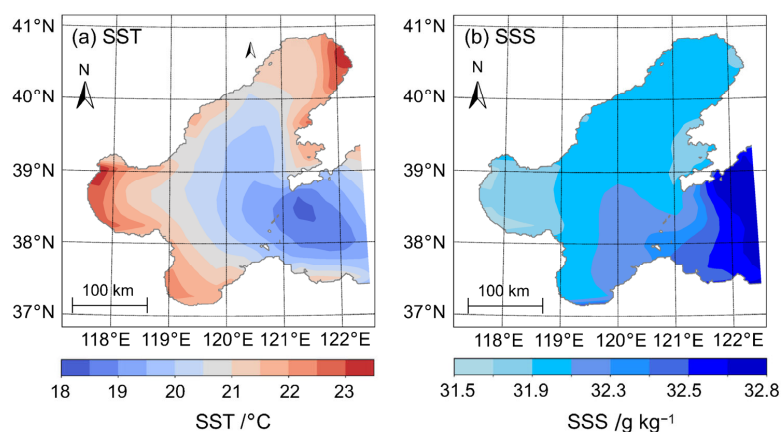 (a) SST
(b) SSS
41°N
40°N
39°N
38°N
37°N
N
100 km
118°E 119°E 120°E 121°E 122°E
41°N
40°N
39°N
38°N
37°N
N
100 km
118°E 119°E 120°E 121°E 122°E
18 19 20 21 22 23
SST /°C
31.5 31.9 32.3 32.5 32.8
SSS /g kg⁻¹